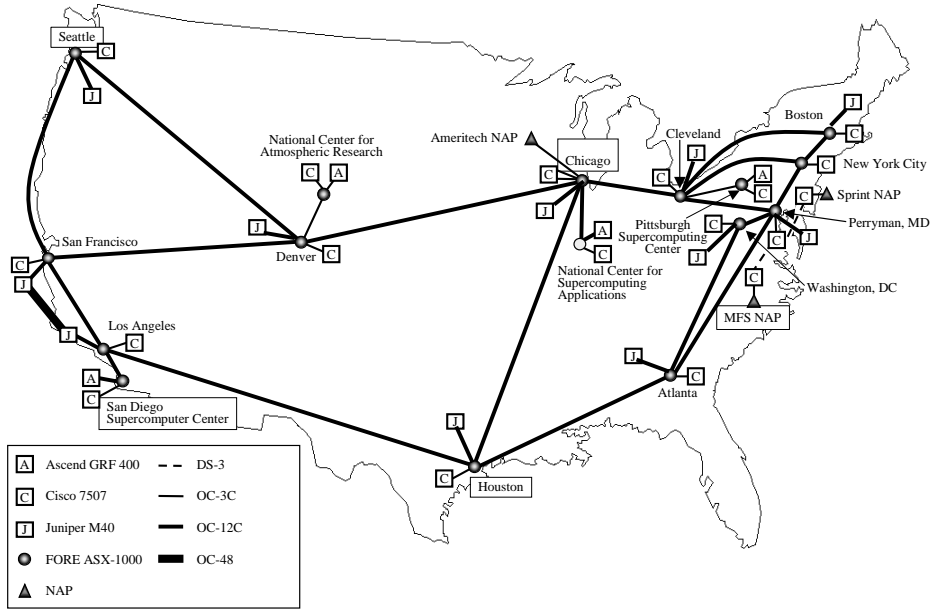 Seattle
C
J
National Center for
Atmospheric Research
C
A
Ameritech NAP
Chicago
C
J
Cleveland
J
C
Boston
J
C
New York City
C
A
C
C
Sprint NAP
Perryman, MD
Pittsburgh
Supercomputing
Center
C
J
C
J
Washington, DC
C
MFS NAP
A
C
National Center for
Supercomputing
Applications
J
Denver
C
San Francisco
C
J
J
Los Angeles
C
A
C
San Diego
Supercomputer Center
J
C
Atlanta
J
C
Houston
A Ascend GRF 400
DS-3
C Cisco 7507
OC-3C
J Juniper M40
OC-12C
FORE ASX-1000
OC-48
NAP